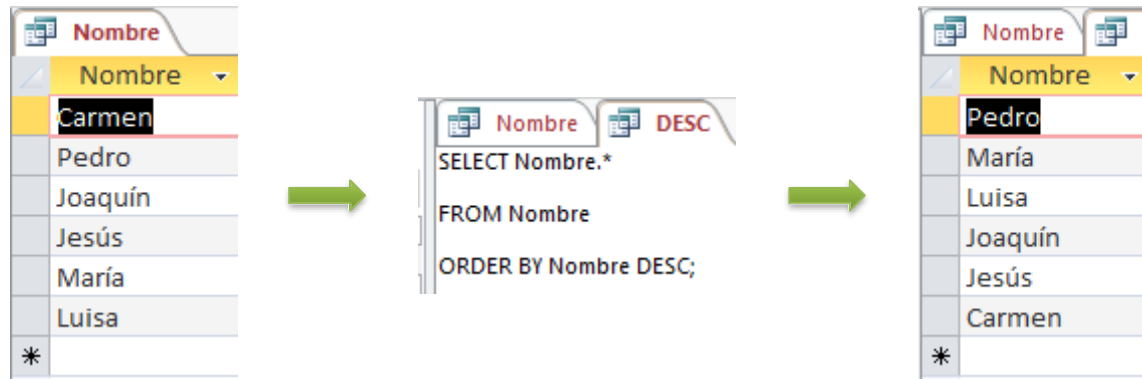 Nombre
Nombre
Carmen
Pedro
Joaquín
Jesús
María
Luisa
Nombre DESC
SELECT Nombre.*
FROM Nombre
ORDER BY Nombre DESC;
Nombre
Nombre
Pedro
María
Luisa
Joaquín
Jesús
Carmen